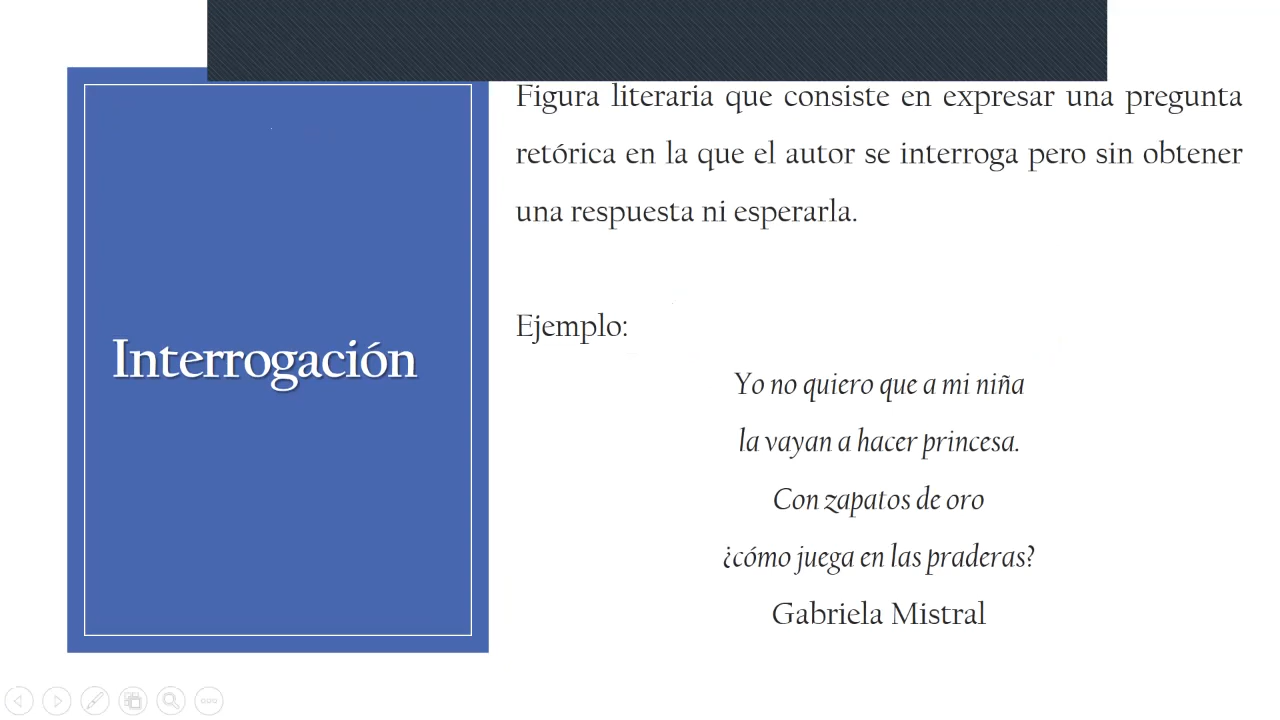 Interrogación
Figura literaria que consiste en expresar una pregunta
retórica en la que el autor se interroga pero sin obtener
una respuesta ni esperarla.
Ejemplo:
Yo no quiero que a mi niña
la vayan a hacer princesa.
Con zapatos de oro
¿cómo juega en las praderas?
Gabriela Mistral